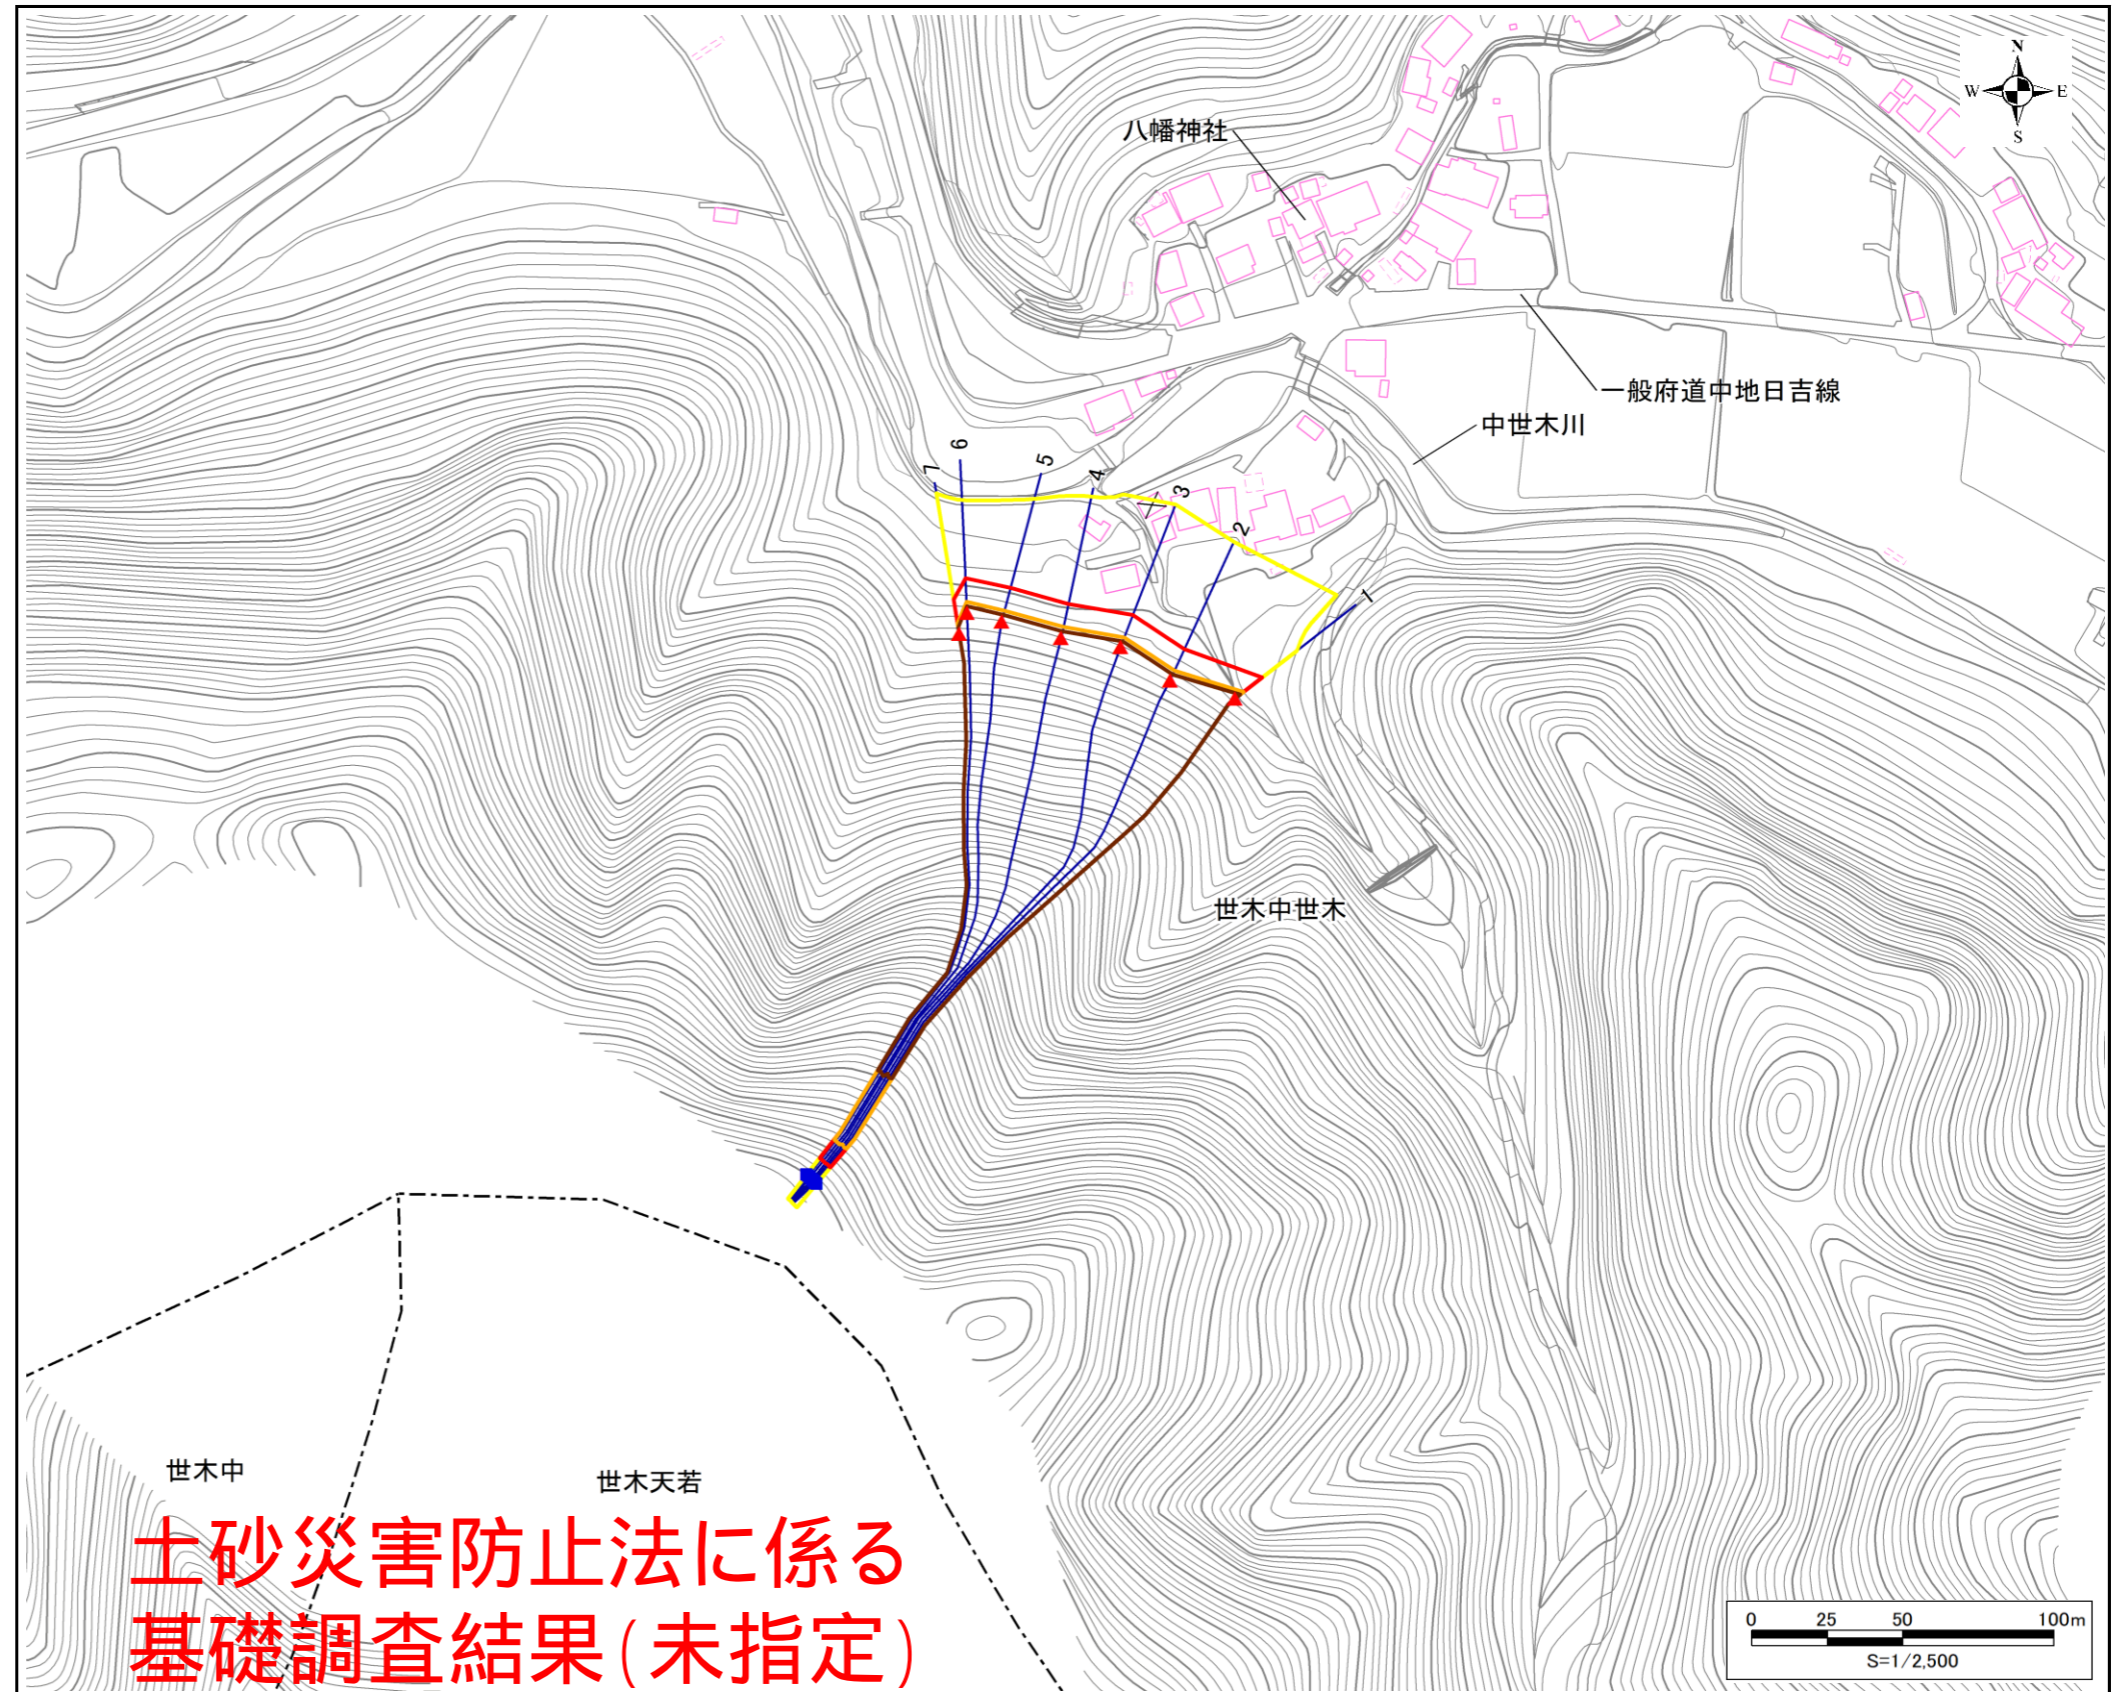 N
W E
S
八幡神社
一般府道中地日吉線
中世木川
7
6
5
4
3
2
1
世木中世木
世木中
世木天若
土砂災害防止法に係る
基礎調査結果(未指定)
0 25 50 100m
S=1/2,500